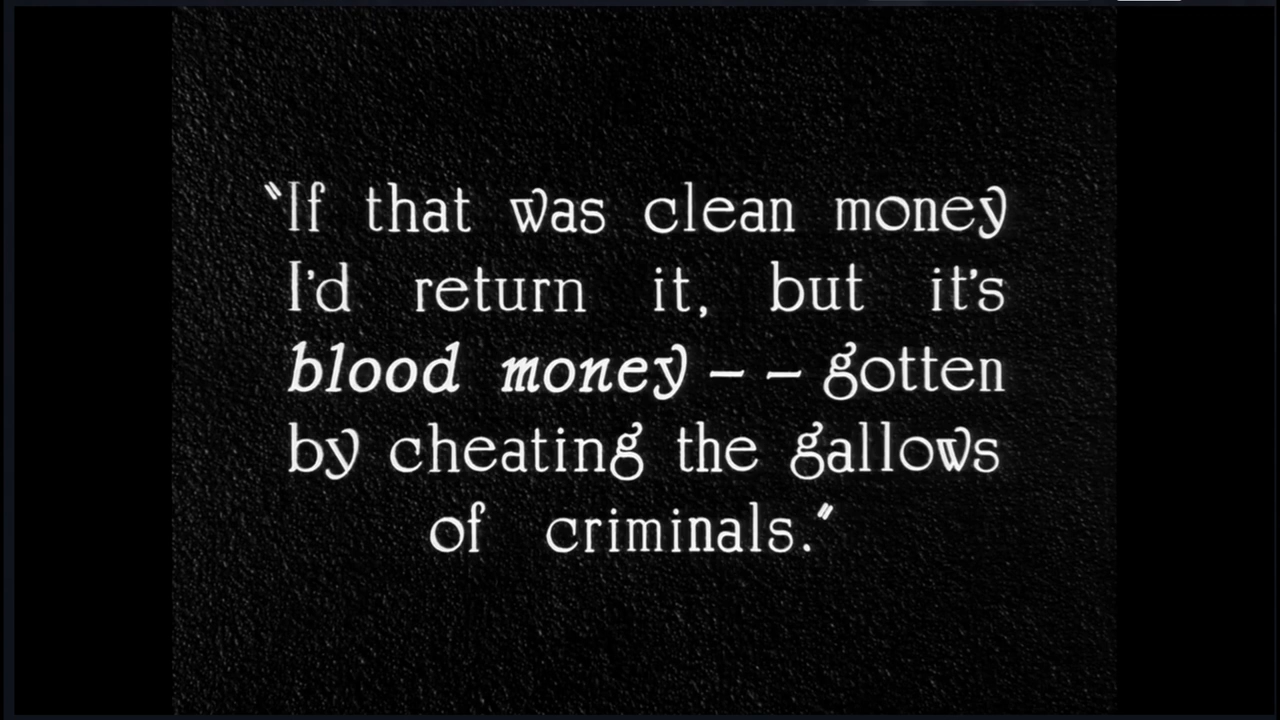 "If that was clean money
I'd return it, but it's
blood money -- gotten
by cheating the gallows
of criminals."